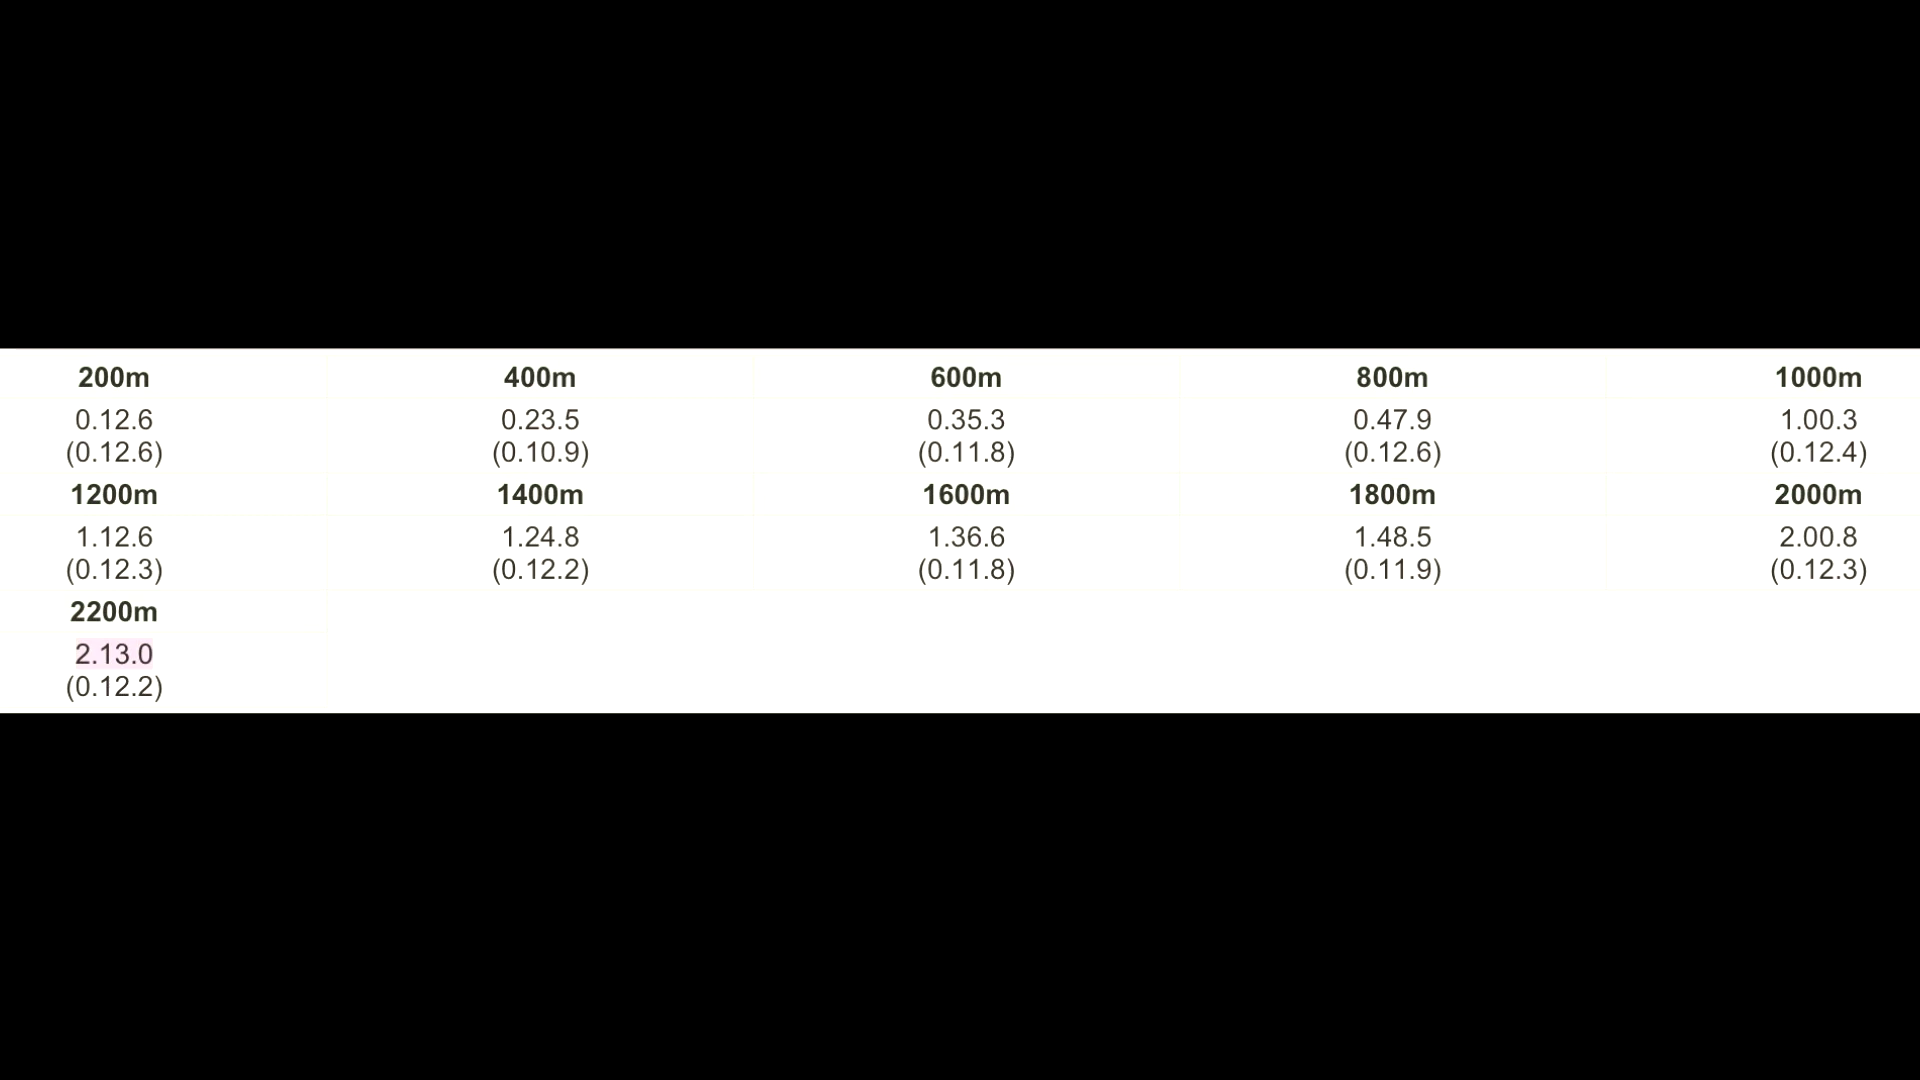 200m 400m 600m 800m 1000m
0.12.6 0.23.5 0.35.3 0.47.9 1.00.3
(0.12.6) (0.10.9) (0.11.8) (0.12.6) (0.12.4)
1200m 1400m 1600m 1800m 2000m
1.12.6 1.24.8 1.36.6 1.48.5 2.00.8
(0.12.3) (0.12.2) (0.11.8) (0.11.9) (0.12.3)
2200m
2.13.0
(0.12.2)